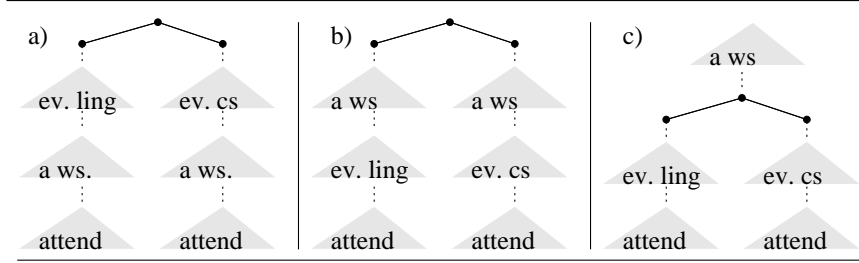 a)
ev. ling ev. cs
a ws. a ws.
attend attend
b)
a ws a ws
ev. ling ev. cs
attend attend
c)
a ws
ev. ling ev. cs
attend attend